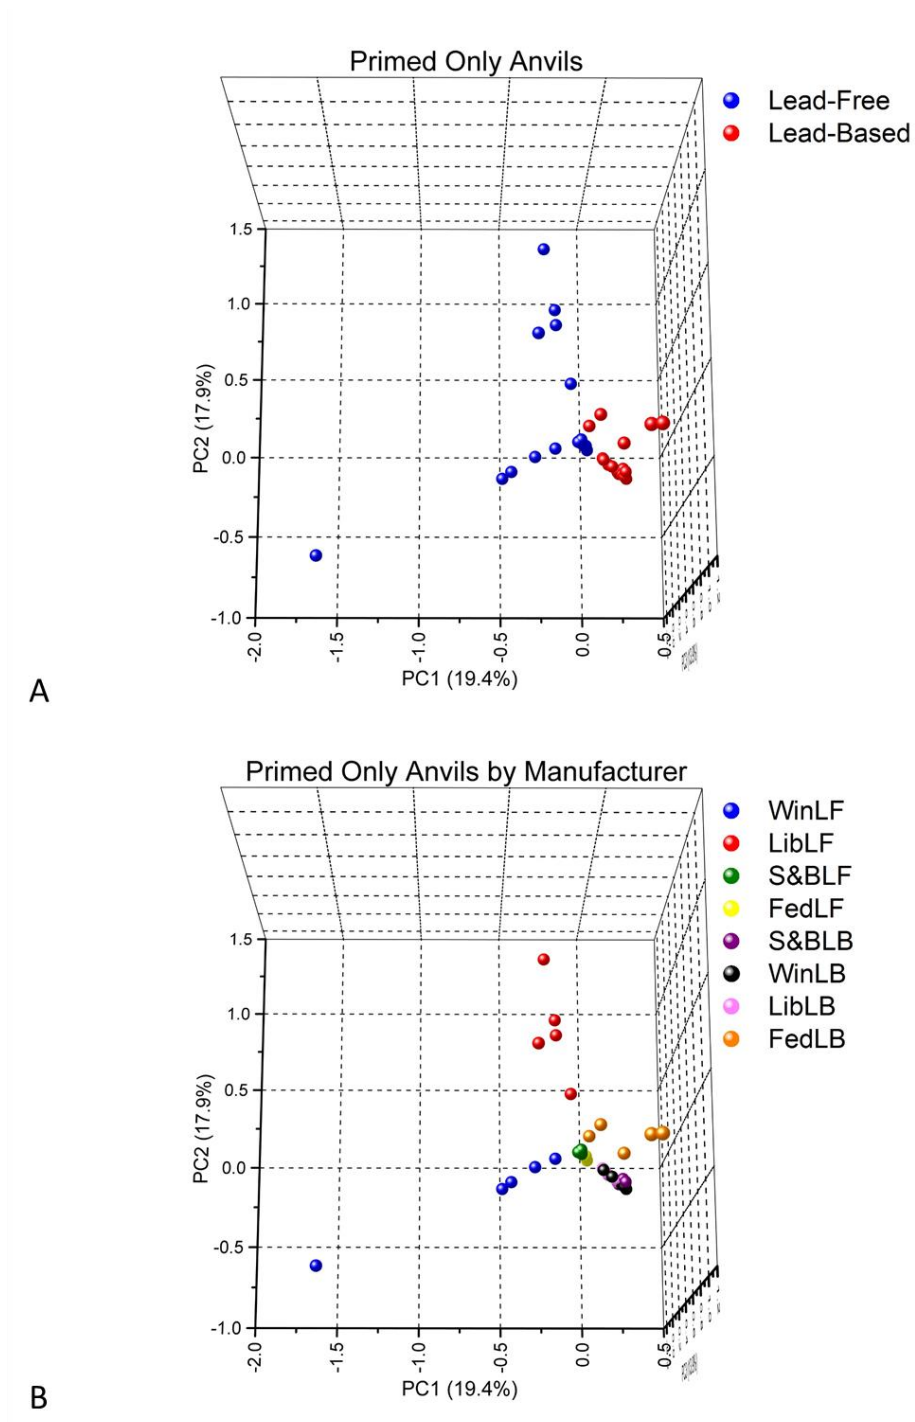 Primed Only Anvils
Lead-Free
Lead-Based
1.5
1.0
0.5
0.0
-0.5
-1.0
PC2 (17.9%)
-2.0
-1.5
-1.0
-0.5
0.0
0.5
PC1 (19.4%)
A
Primed Only Anvils by Manufacturer
WinLF
LibLF
S&BLF
FedLF
S&BLB
WinLB
LibLB
FedLB
1.5
1.0
0.5
0.0
-0.5
-1.0
PC2 (17.9%)
-2.0
-1.5
-1.0
-0.5
0.0
0.5
PC1 (19.4%)
B